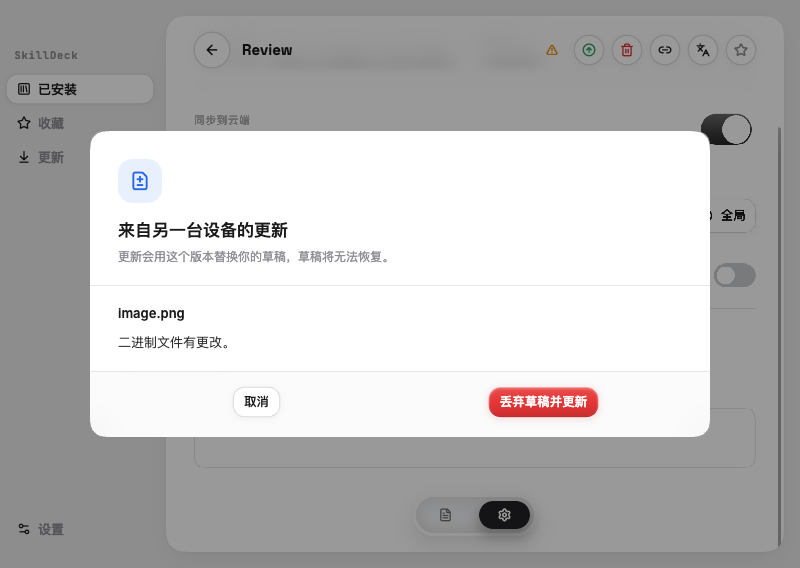 SkillDeck
已安装
收藏
更新
设置
Review
同步到云端
全局
来自另一台设备的更新
更新会用这个版本替换你的草稿，草稿将无法恢复。
image.png
二进制文件有更改。
取消
丢弃草稿并更新